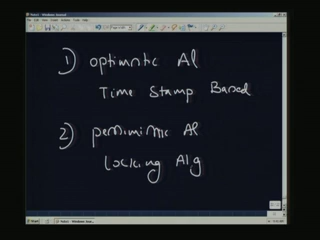 1) optimistic Al
Time Stamp Based
2) pessimistic Al
Locking Alg